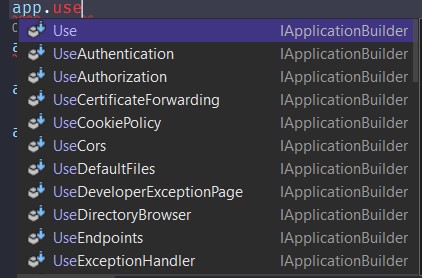 app.use
Use IApplicationBuilder
UseAuthentication IApplicationBuilder
UseAuthorization IApplicationBuilder
UseCertificateForwarding IApplicationBuilder
UseCookiePolicy IApplicationBuilder
UseCors IApplicationBuilder
UseDefaultFiles IApplicationBuilder
UseDeveloperExceptionPage IApplicationBuilder
UseDirectoryBrowser IApplicationBuilder
UseEndpoints IApplicationBuilder
UseExceptionHandler IApplicationBuilder